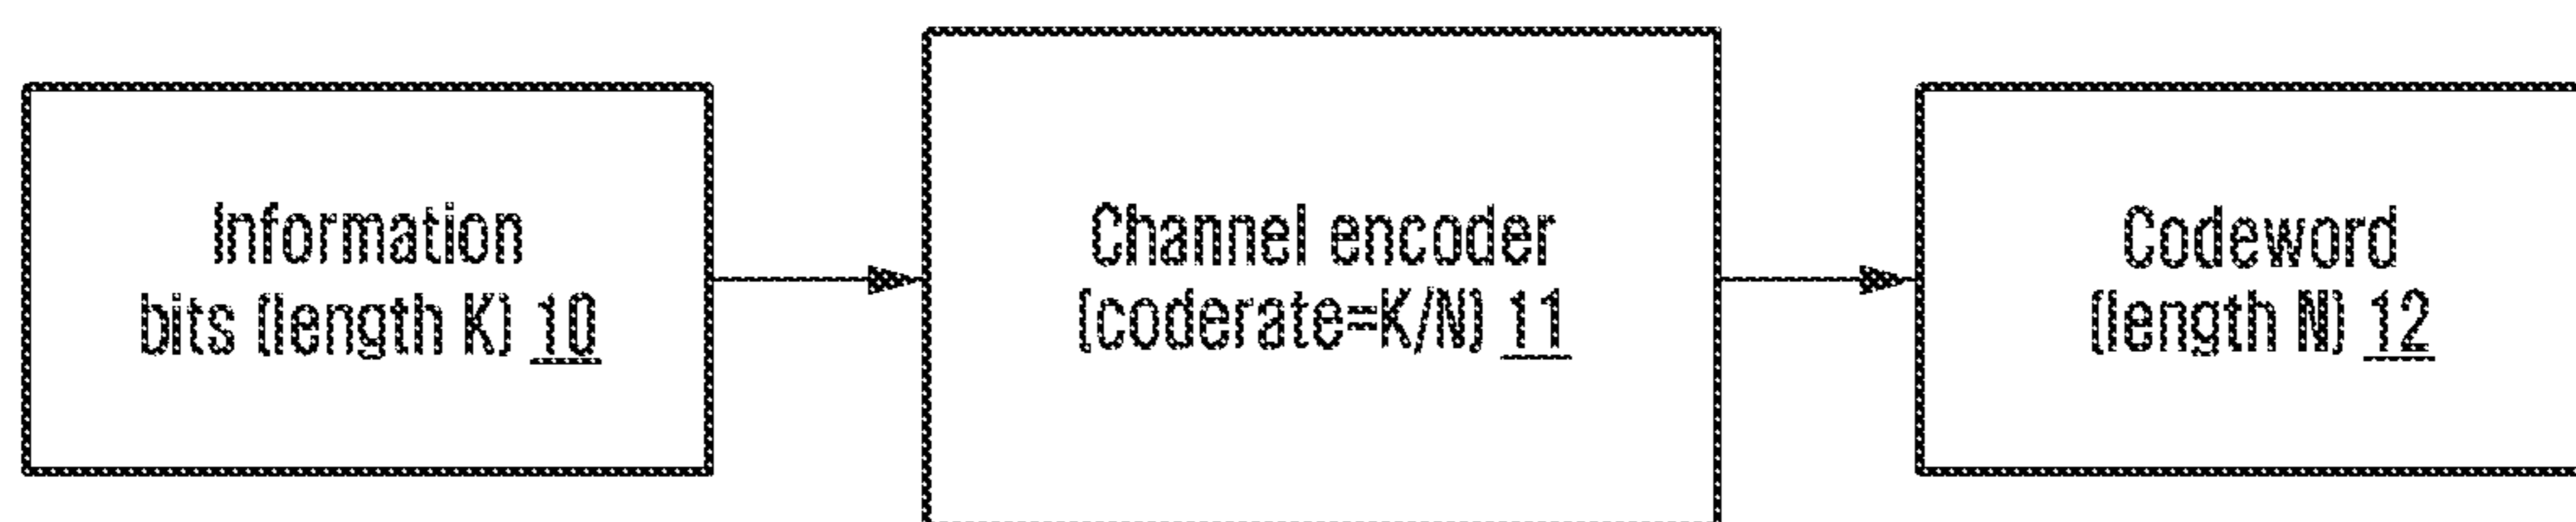 Information
bits (length K) 10
Channel encoder
(coderate=K/N) 11
Codeword
(length N) 12